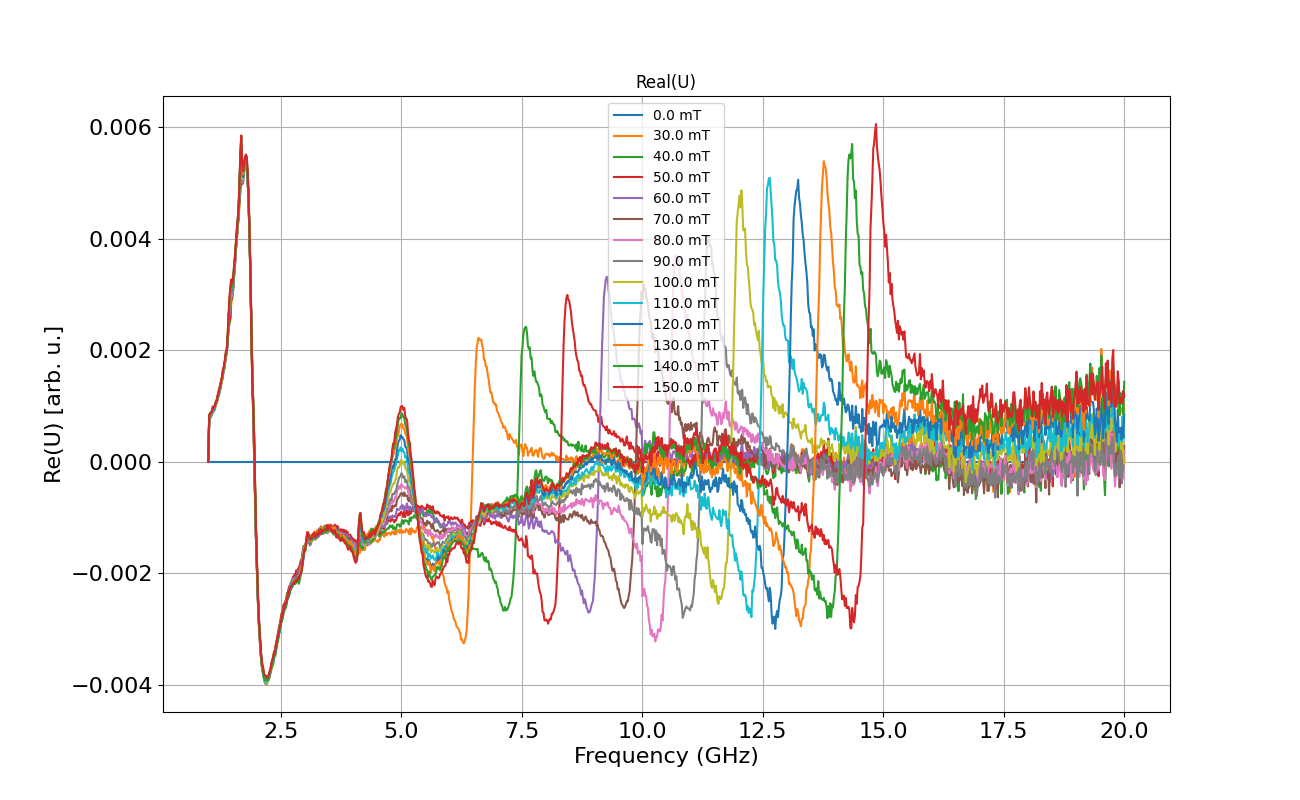 Real(U)
0.0 mT
30.0 mT
40.0 mT
50.0 mT
60.0 mT
70.0 mT
80.0 mT
90.0 mT
100.0 mT
110.0 mT
120.0 mT
130.0 mT
140.0 mT
150.0 mT
Re(U) [arb. u.]
0.006
0.004
0.002
0.000
−0.002
−0.004
2.5 5.0 7.5 10.0 12.5 15.0 17.5 20.0
Frequency (GHz)